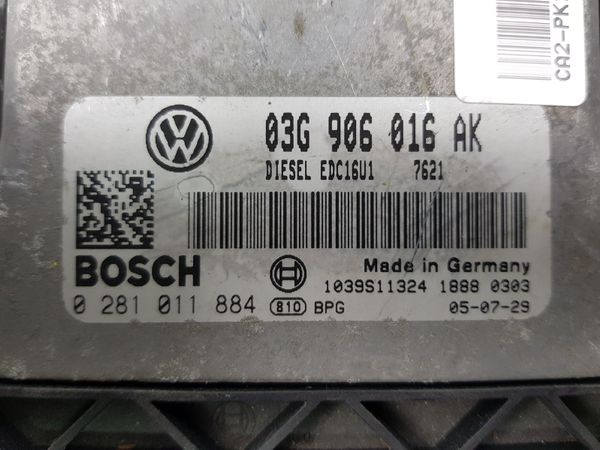 CA2-PK
VW
03G 906 016 AK
DIESEL EDC16U1 7621
BOSCH
Made in Germany
1039S11324 1888 0303
0 281 011 884 810 BPG 05-07-29